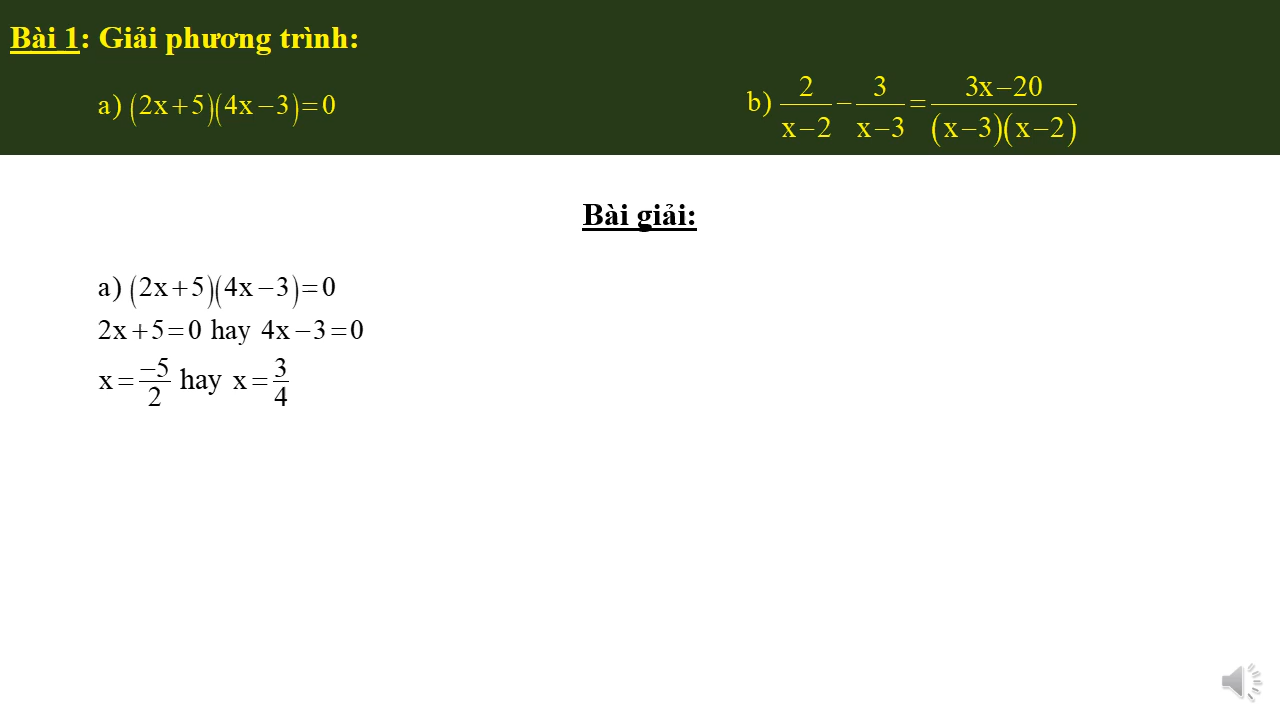 Bài 1: Giải phương trình:
a) (2x+5)(4x−3)=0
b) 2/(x−2) − 3/(x−3) = (3x−20)/((x−3)(x−2))
Bài giải:
a) (2x+5)(4x−3)=0
2x+5=0 hay 4x−3=0
x=−5/2 hay x=3/4